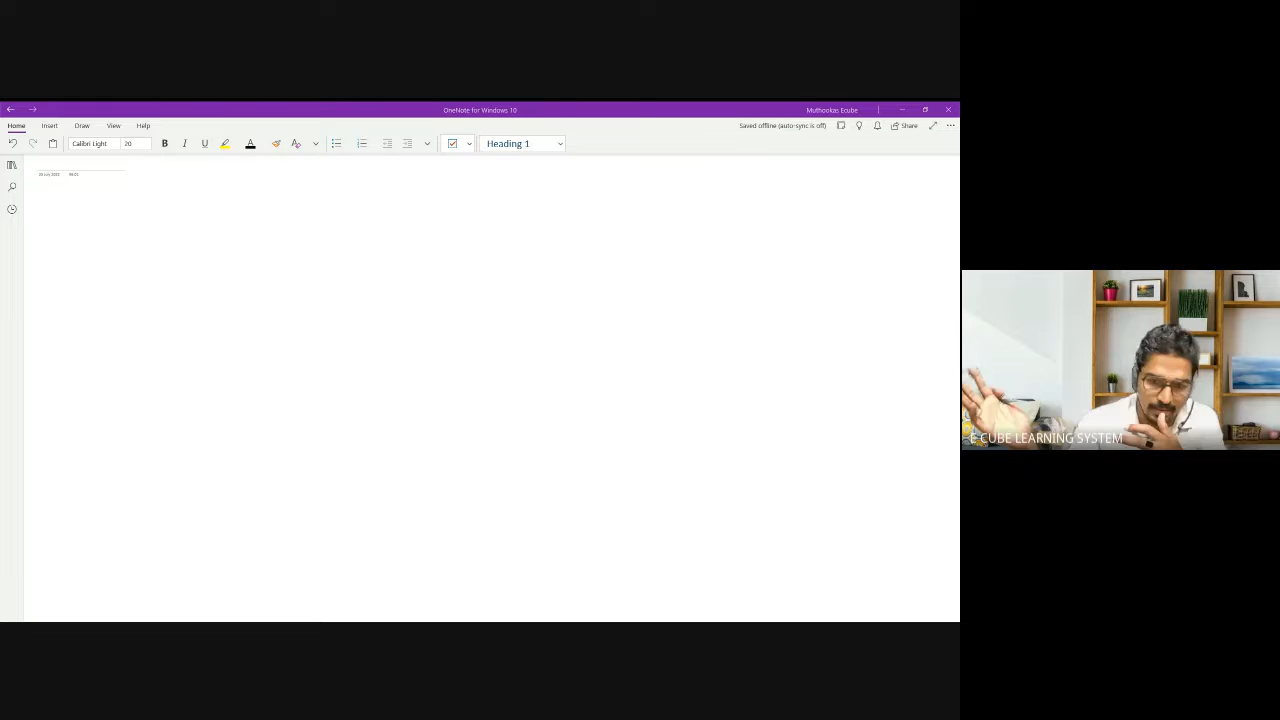 OneNote for Windows 10
Muthookas Ecube
Home Insert Draw View Help
Saved offline (auto-sync is off)
Share
Calibri Light 20
B I U A
Heading 1
E CUBE LEARNING SYSTEM